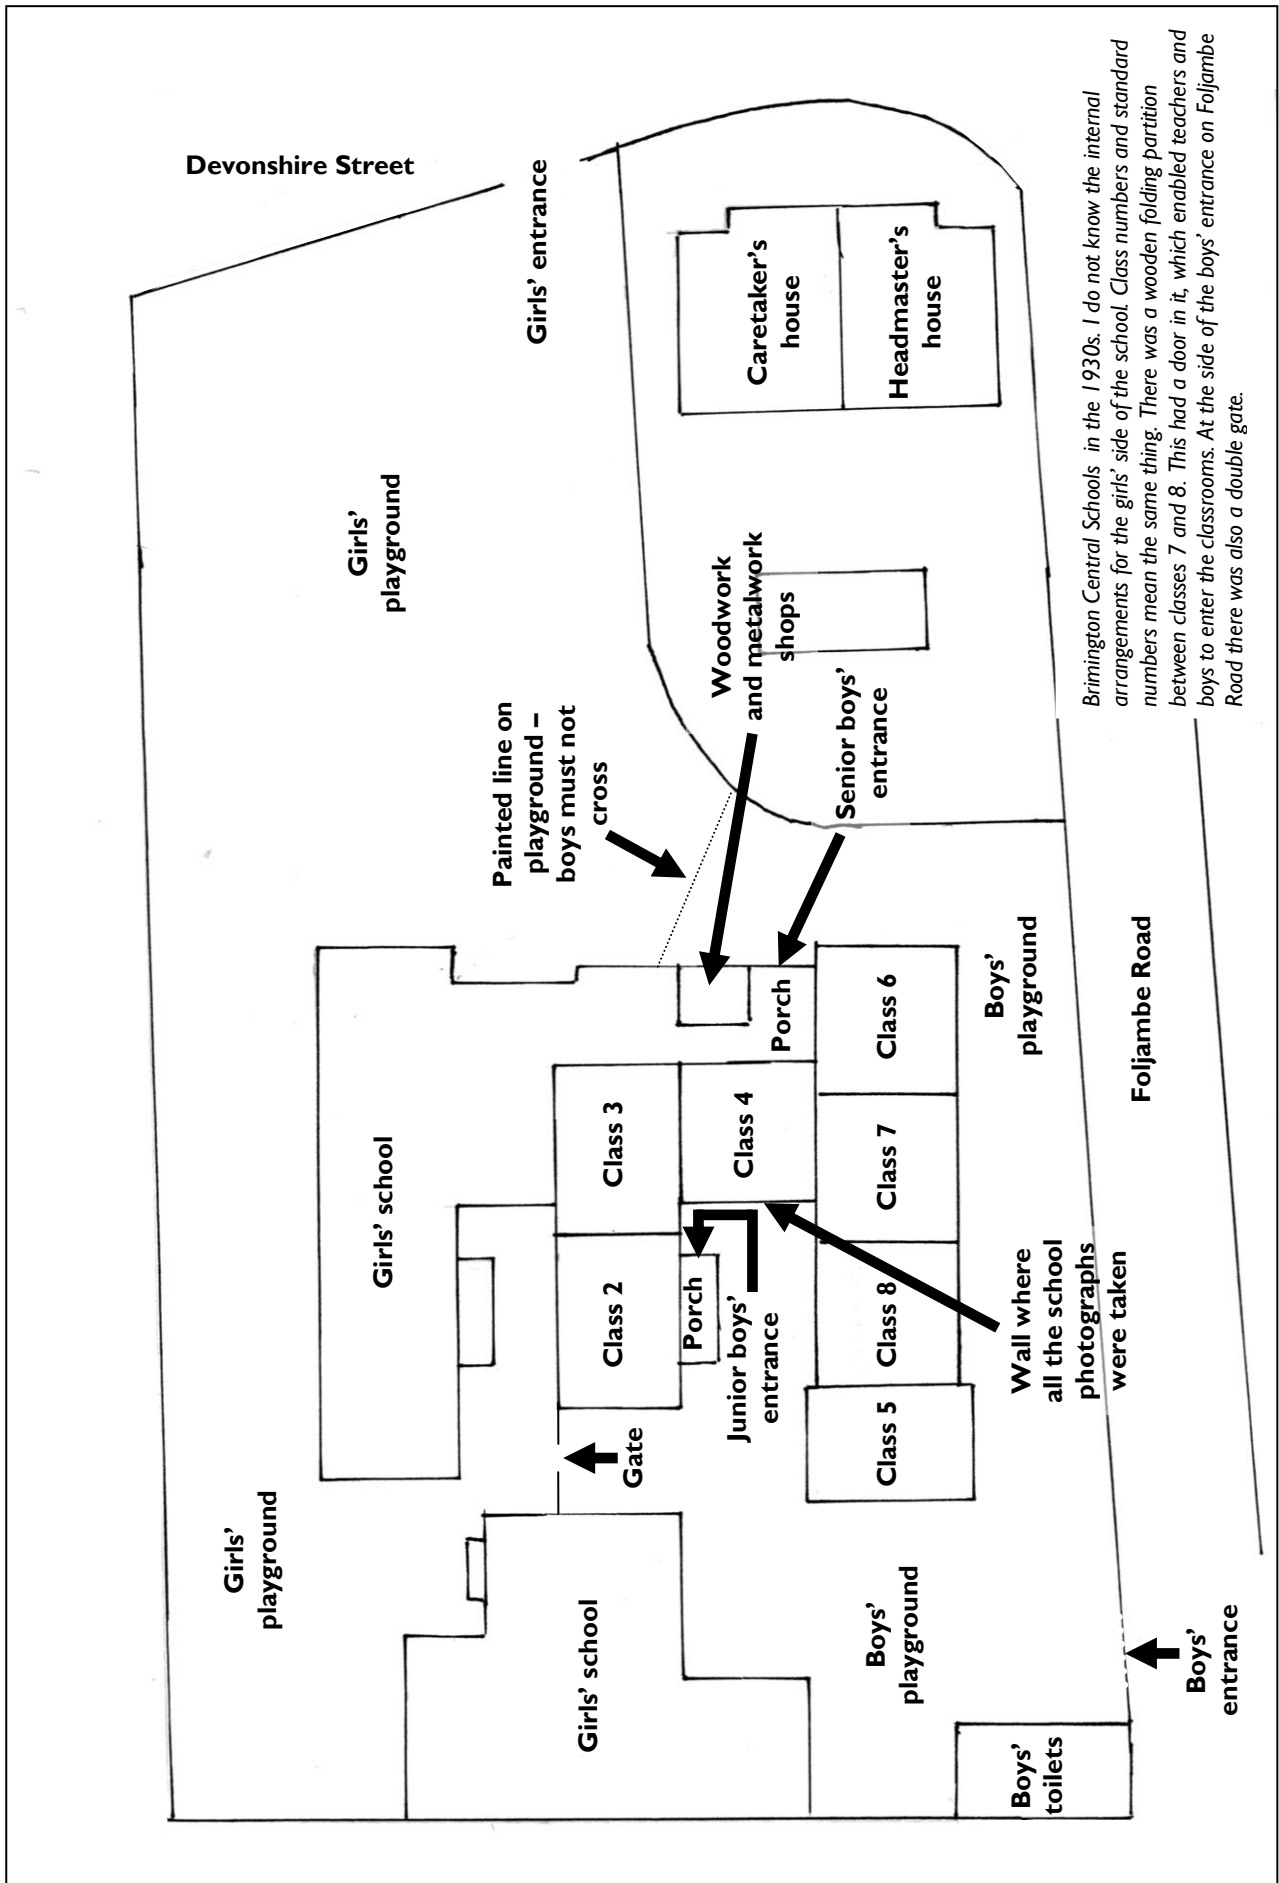 Devonshire Street
Girls' entrance
Caretaker's
house
Headmaster's
house
Girls'
playground
Woodwork
and metalwork
shops
Painted line on
playground –
boys must not
cross
Senior boys'
entrance
Girls' school
Class 3
Class 4
Porch
Class 6
Class 7
Boys'
playground
Foljambe Road
Class 2
Porch
Junior boys'
entrance
Class 8
Class 5
Wall where
all the school
photographs
were taken
Gate
Girls'
playground
Girls' school
Boys'
playground
Boys'
toilets
Boys'
entrance
Brimington Central Schools in the 1930s. I do not know the internal
arrangements for the girls' side of the school. Class numbers and standard
numbers mean the same thing. There was a wooden folding partition
between classes 7 and 8. This had a door in it, which enabled teachers and
boys to enter the classrooms. At the side of the boys' entrance on Foljambe
Road there was also a double gate.